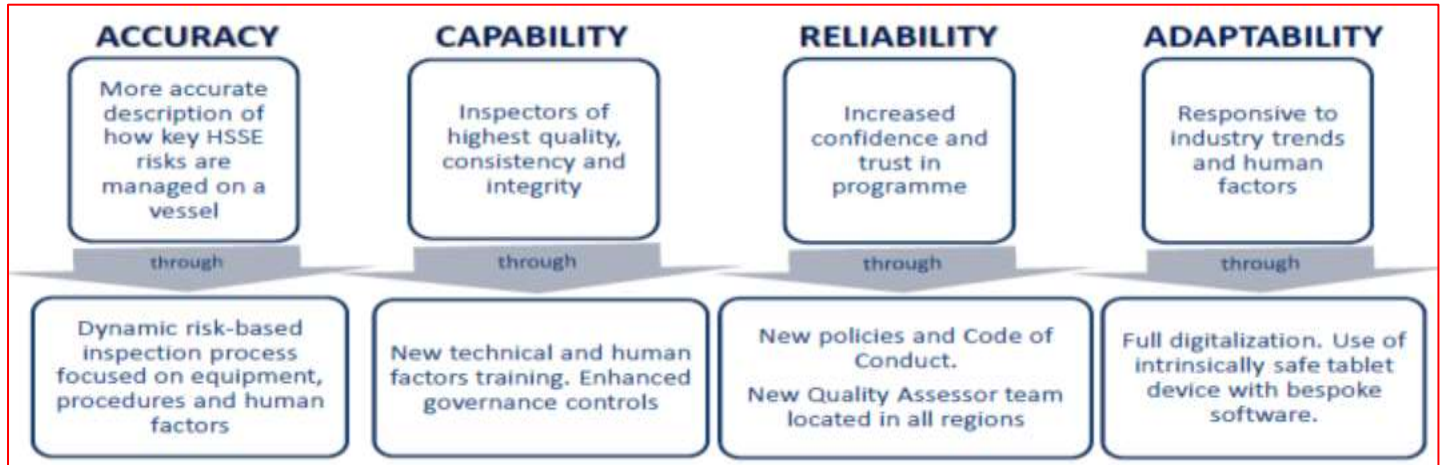 ACCURACY
More accurate
description of
how key HSSE
risks are
managed on a
vessel
through
Dynamic risk-based
inspection process
focused on equipment,
procedures and human
factors
CAPABILITY
Inspectors of
highest quality,
consistency and
integrity
through
New technical and human
factors training. Enhanced
governance controls
RELIABILITY
Increased
confidence and
trust in
programme
through
New policies and Code of
Conduct.
New Quality Assessor team
located in all regions
ADAPTABILITY
Responsive to
industry trends
and human
factors
through
Full digitalization. Use of
intrinsically safe tablet
device with bespoke
software.